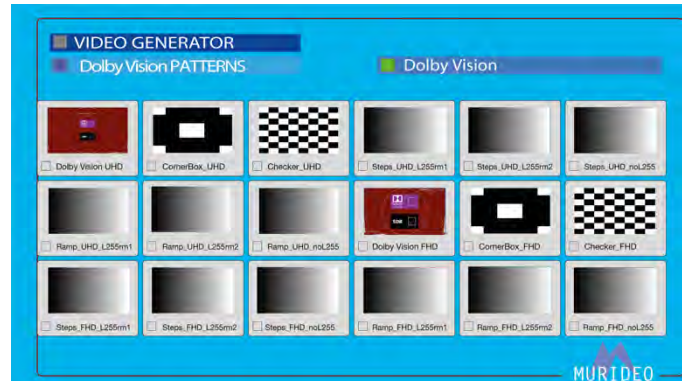 VIDEO GENERATOR
Dolby Vision PATTERNS
Dolby Vision
Dolby Vision UHD
CornerBox_UHD
Checker_UHD
Steps_UHD_L255rm1
Steps_UHD_L255rm2
Steps_UHD_noL255
Ramp_UHD_L255rm1
Ramp_UHD_L255rm2
Ramp_UHD_noL255
Dolby Vision FHD
CornerBox_FHD
Checker_FHD
Steps_FHD_L255rm1
Steps_FHD_L255rm2
Steps_FHD_noL255
Ramp_FHD_L255rm1
Ramp_FHD_L255rm2
Ramp_FHD_noL255
MURIDEO